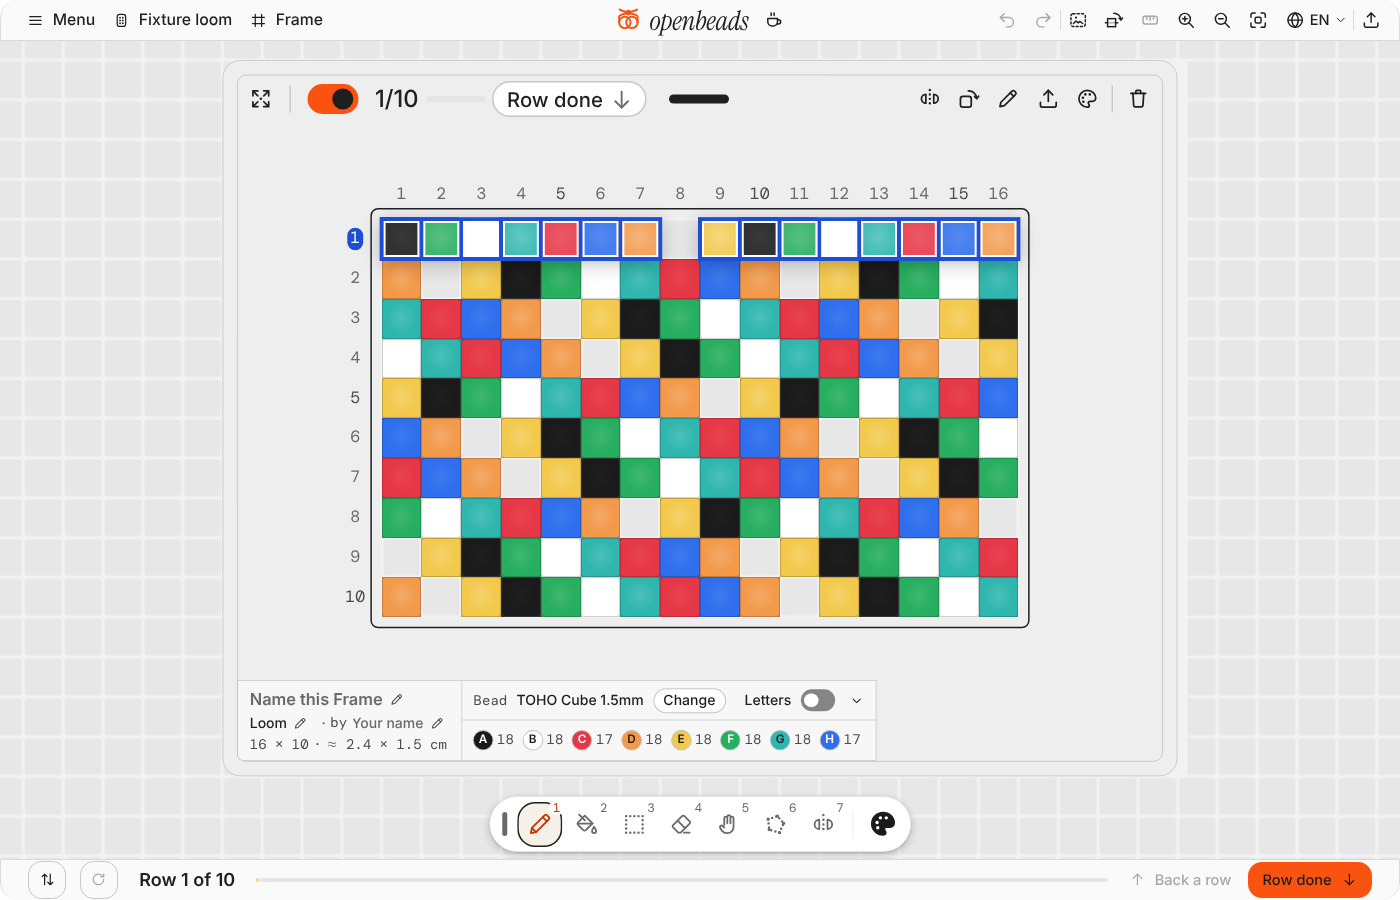 Menu Fixture loom Frame openbeads EN
1/10 Row done
1 2 3 4 5 6 7 8 9 10 11 12 13 14 15 16
1
2
3
4
5
6
7
8
9
10
Name this Frame
Loom · by Your name
16 × 10 · ≈ 2.4 × 1.5 cm
Bead TOHO Cube 1.5mm Change Letters
A 18 B 18 C 17 D 18 E 18 F 18 G 18 H 17
1 2 3 4 5 6 7
Row 1 of 10 Back a row Row done